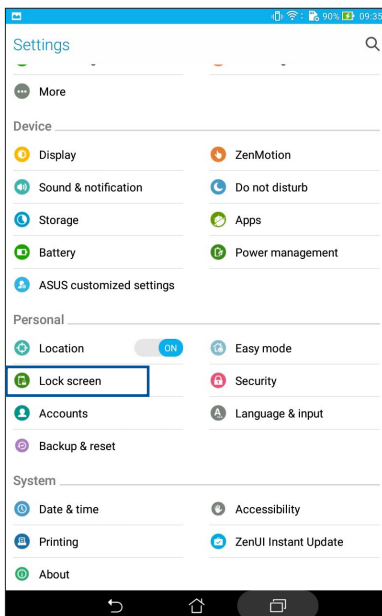 90% 09:35
Settings
More
Device
Display ZenMotion
Sound & notification Do not disturb
Storage Apps
Battery Power management
ASUS customized settings
Personal
Location ON Easy mode
Lock screen Security
Accounts Language & input
Backup & reset
System
Date & time Accessibility
Printing ZenUI Instant Update
About